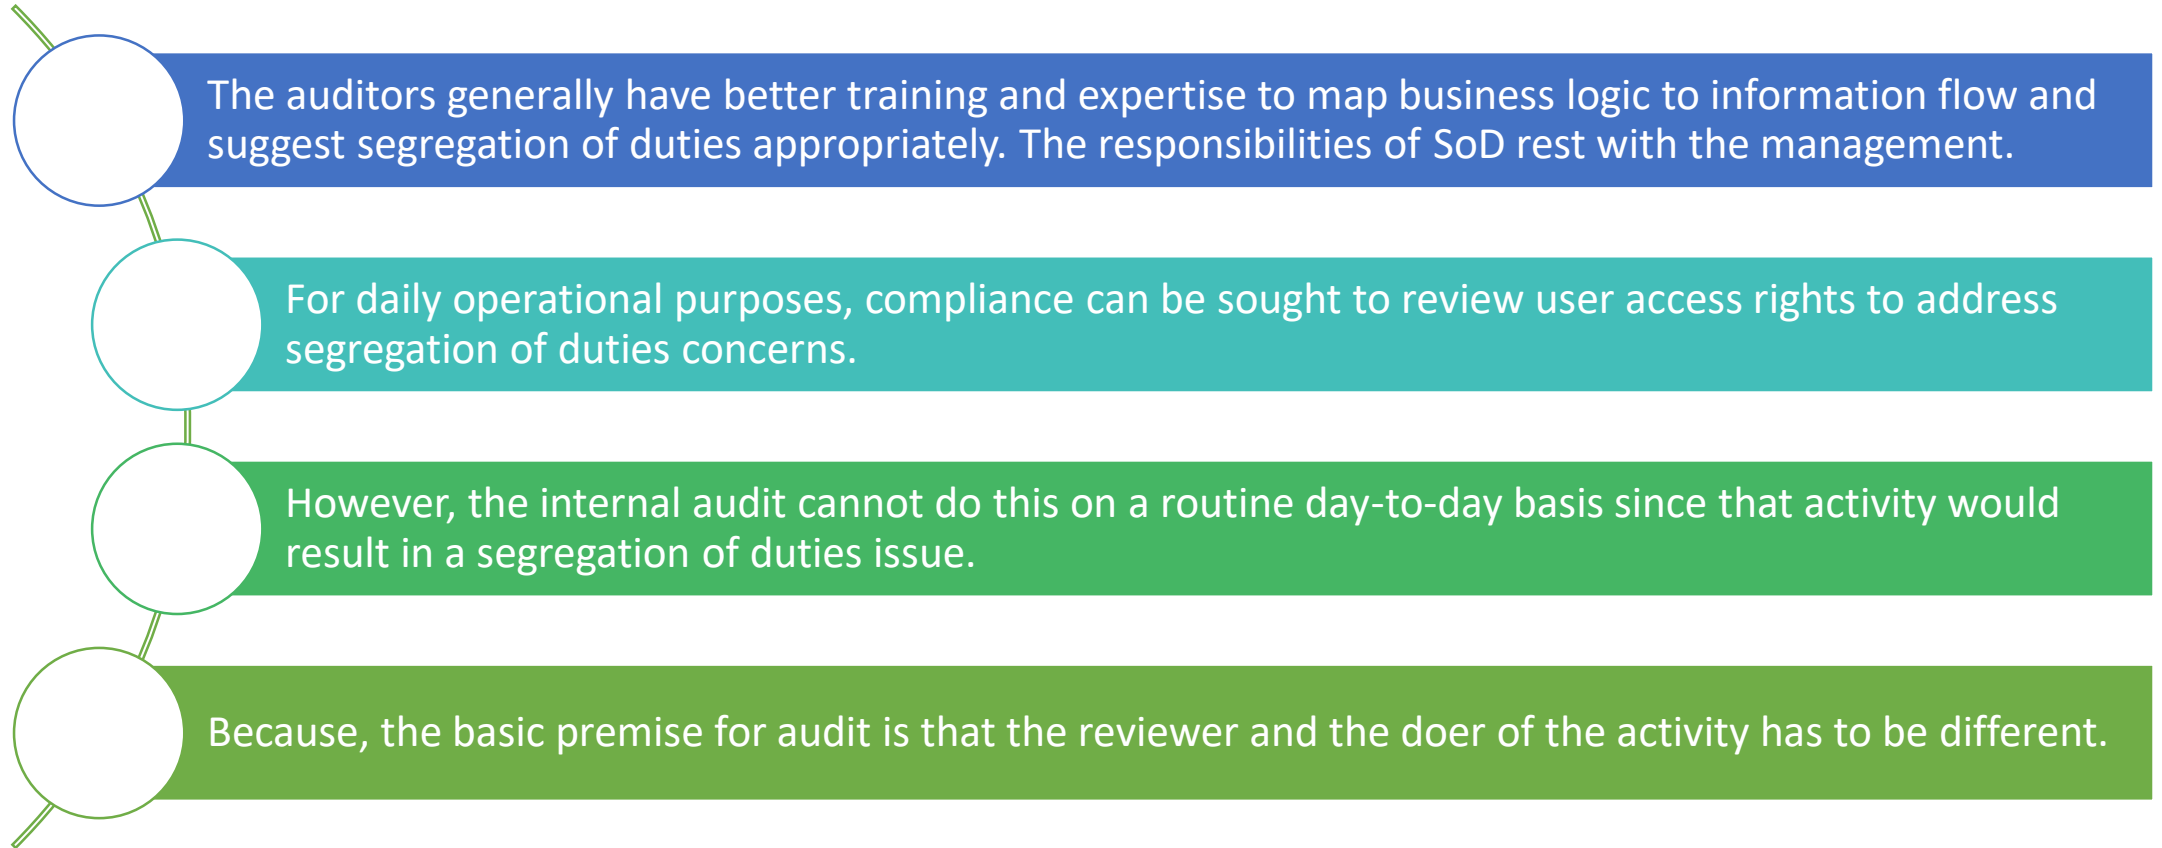 The auditors generally have better training and expertise to map business logic to information flow and
suggest segregation of duties appropriately. The responsibilities of SoD rest with the management.
For daily operational purposes, compliance can be sought to review user access rights to address
segregation of duties concerns.
However, the internal audit cannot do this on a routine day-to-day basis since that activity would
result in a segregation of duties issue.
Because, the basic premise for audit is that the reviewer and the doer of the activity has to be different.